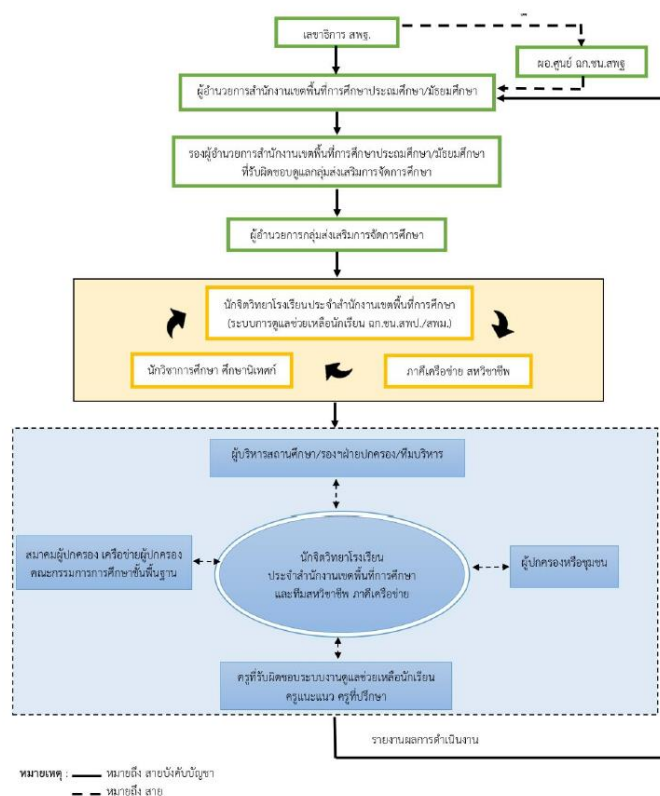 เลขาธิการ สพฐ.
ผอ.ศูนย์ ฉก.ชน.สพฐ
ผู้อำนวยการสำนักงานเขตพื้นที่การศึกษาประถมศึกษา/มัธยมศึกษา
รองผู้อำนวยการสำนักงานเขตพื้นที่การศึกษาประถมศึกษา/มัธยมศึกษา
ที่รับผิดชอบดูแลกลุ่มส่งเสริมการจัดการศึกษา
ผู้อำนวยการกลุ่มส่งเสริมการจัดการศึกษา
นักจิตวิทยาโรงเรียนประจำสำนักงานเขตพื้นที่การศึกษา
(ระบบการดูแลช่วยเหลือนักเรียน ฉก.ชน.สพป./สพม.)
นักวิชาการศึกษา ศึกษานิเทศก์
ภาคีเครือข่าย สหวิชาชีพ
ผู้บริหารสถานศึกษา/รองฯฝ่ายปกครอง/ทีมบริหาร
สมาคมผู้ปกครอง เครือข่ายผู้ปกครอง
คณะกรรมการการศึกษาขั้นพื้นฐาน
นักจิตวิทยาโรงเรียน
ประจำสำนักงานเขตพื้นที่การศึกษา
และทีมสหวิชาชีพ ภาคีเครือข่าย
ผู้ปกครองหรือชุมชน
ครูที่รับผิดชอบระบบงานดูแลช่วยเหลือนักเรียน
ครูแนะแนว ครูที่ปรึกษา
รายงานผลการดำเนินงาน
หมายเหตุ : หมายถึง สายบังคับบัญชา
หมายถึง สาย